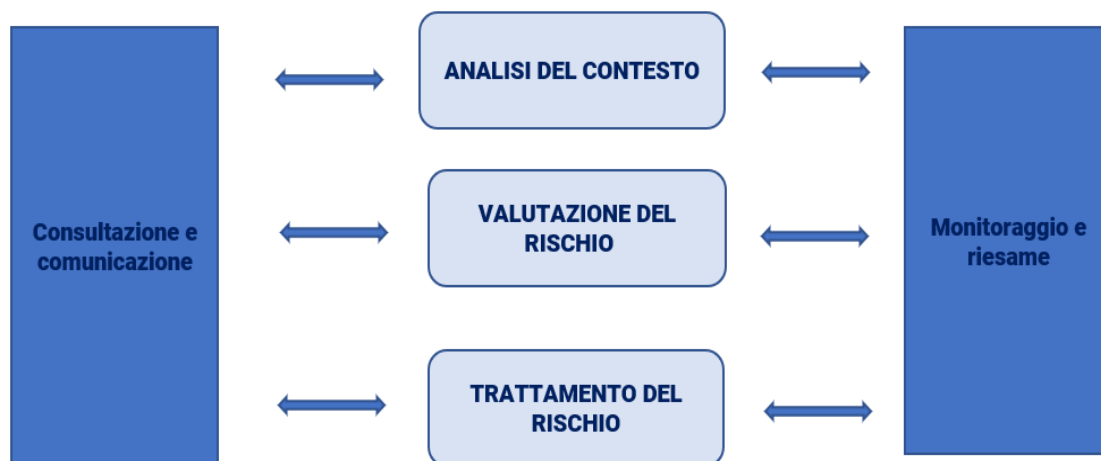 ANALISI DEL CONTESTO
VALUTAZIONE DEL
RISCHIO
Consultazione e
comunicazione
Monitoraggio e
riesame
TRATTAMENTO DEL
RISCHIO